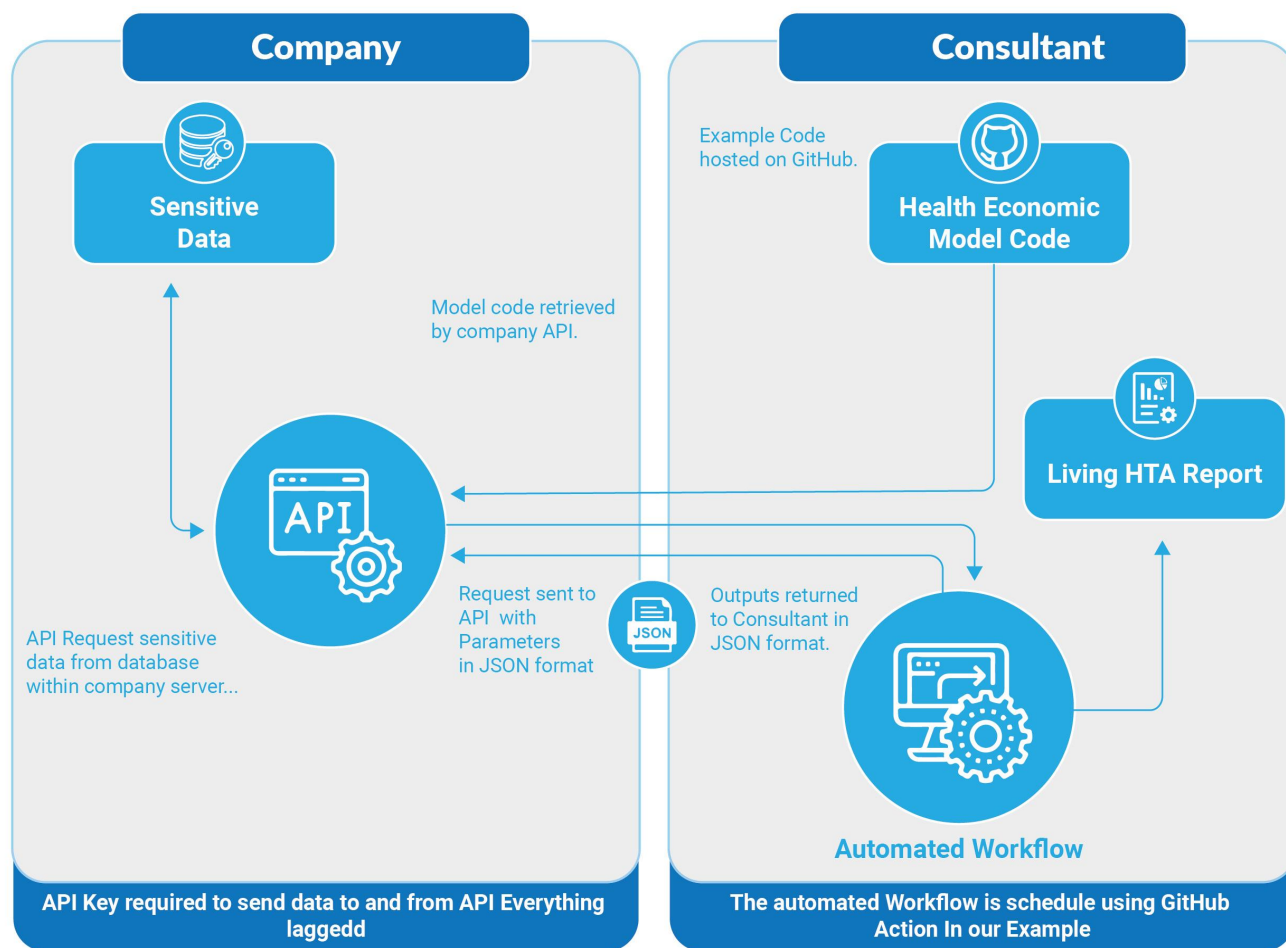 Company
Sensitive
Data
Model code retrieved
by company API.
API
API Request sensitive
data from database
within company server...
Request sent to
API with
Parameters
in JSON format
JSON
API Key required to send data to and from API Everything
laggedd
Consultant
Example Code
hosted on GitHub.
Health Economic
Model Code
Living HTA Report
Outputs returned
to Consultant in
JSON format.
Automated Workflow
The automated Workflow is schedule using GitHub
Action In our Example